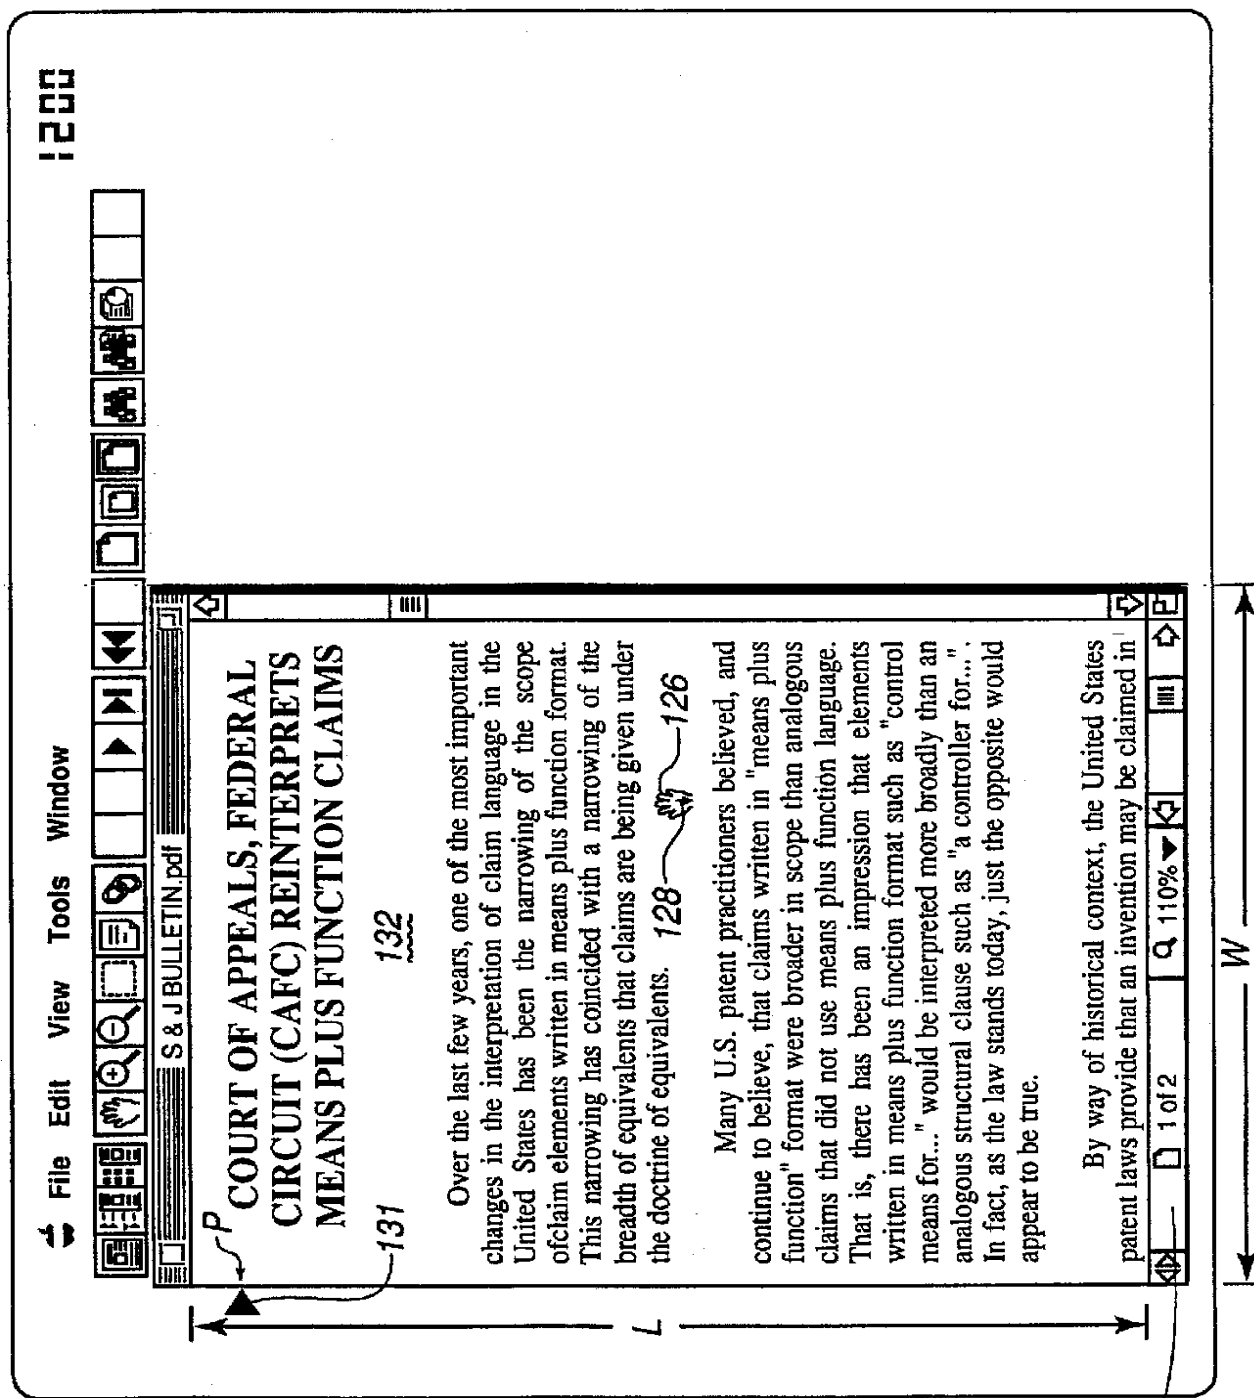 1200
File Edit View Tools Window
S & J BULLETIN.pdf
P
131
COURT OF APPEALS, FEDERAL
CIRCUIT (CAFC) REINTERPRETS
MEANS PLUS FUNCTION CLAIMS
132
Over the last few years, one of the most important
changes in the interpretation of claim language in the
United States has been the narrowing of the scope
ofclaim elements written in means plus function format.
This narrowing has coincided with a narrowing of the
breadth of equivalents that claims are being given under
the doctrine of equivalents.
128
126
Many U.S. patent practitioners believed, and
continue to believe, that claims written in "means plus
function" format were broader in scope than analogous
claims that did not use means plus function language.
That is, there has been an impression that elements
written in means plus function format such as "control
means for..." would be interpreted more broadly than an
analogous structural clause such as "a controller for...".
In fact, as the law stands today, just the opposite would
appear to be true.
By way of historical context, the United States
patent laws provide that an invention may be claimed in
1 of 2
110%
L
W